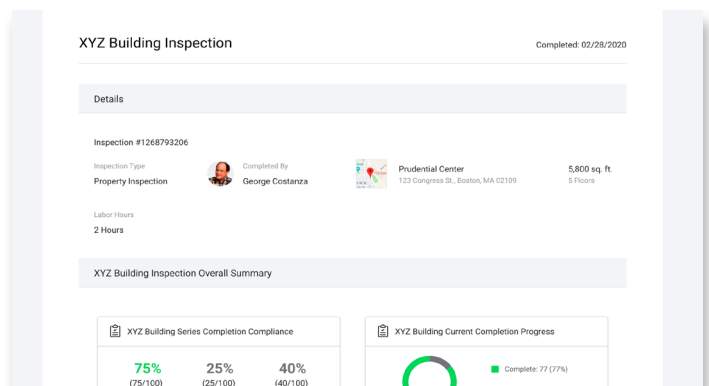 XYZ Building Inspection
Completed: 02/28/2020
Details
Inspection #1268793206
Inspection Type
Property Inspection
Completed By
George Costanza
Prudential Center
123 Congress St., Boston, MA 02109
5,800 sq. ft.
5 Floors
Labor Hours
2 Hours
XYZ Building Inspection Overall Summary
XYZ Building Series Completion Compliance
75%
25%
40%
(75/100)
(25/100)
(40/100)
XYZ Building Current Completion Progress
Complete: 77 (77%)